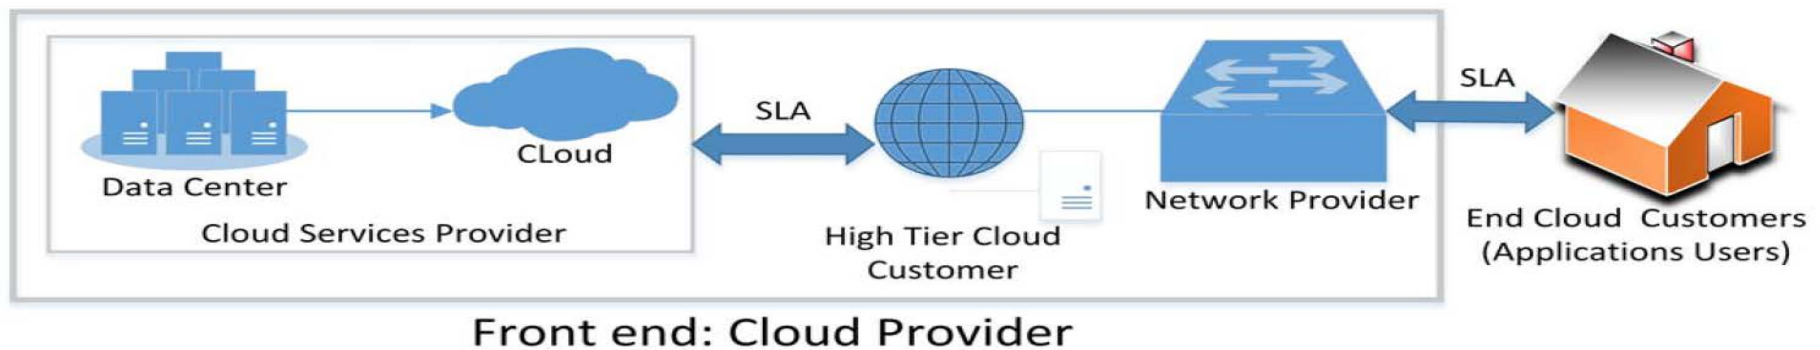 SLA
SLA
CLoud
Data Center
Cloud Services Provider
High Tier Cloud
Customer
Network Provider
End Cloud Customers
(Applications Users)
Front end: Cloud Provider